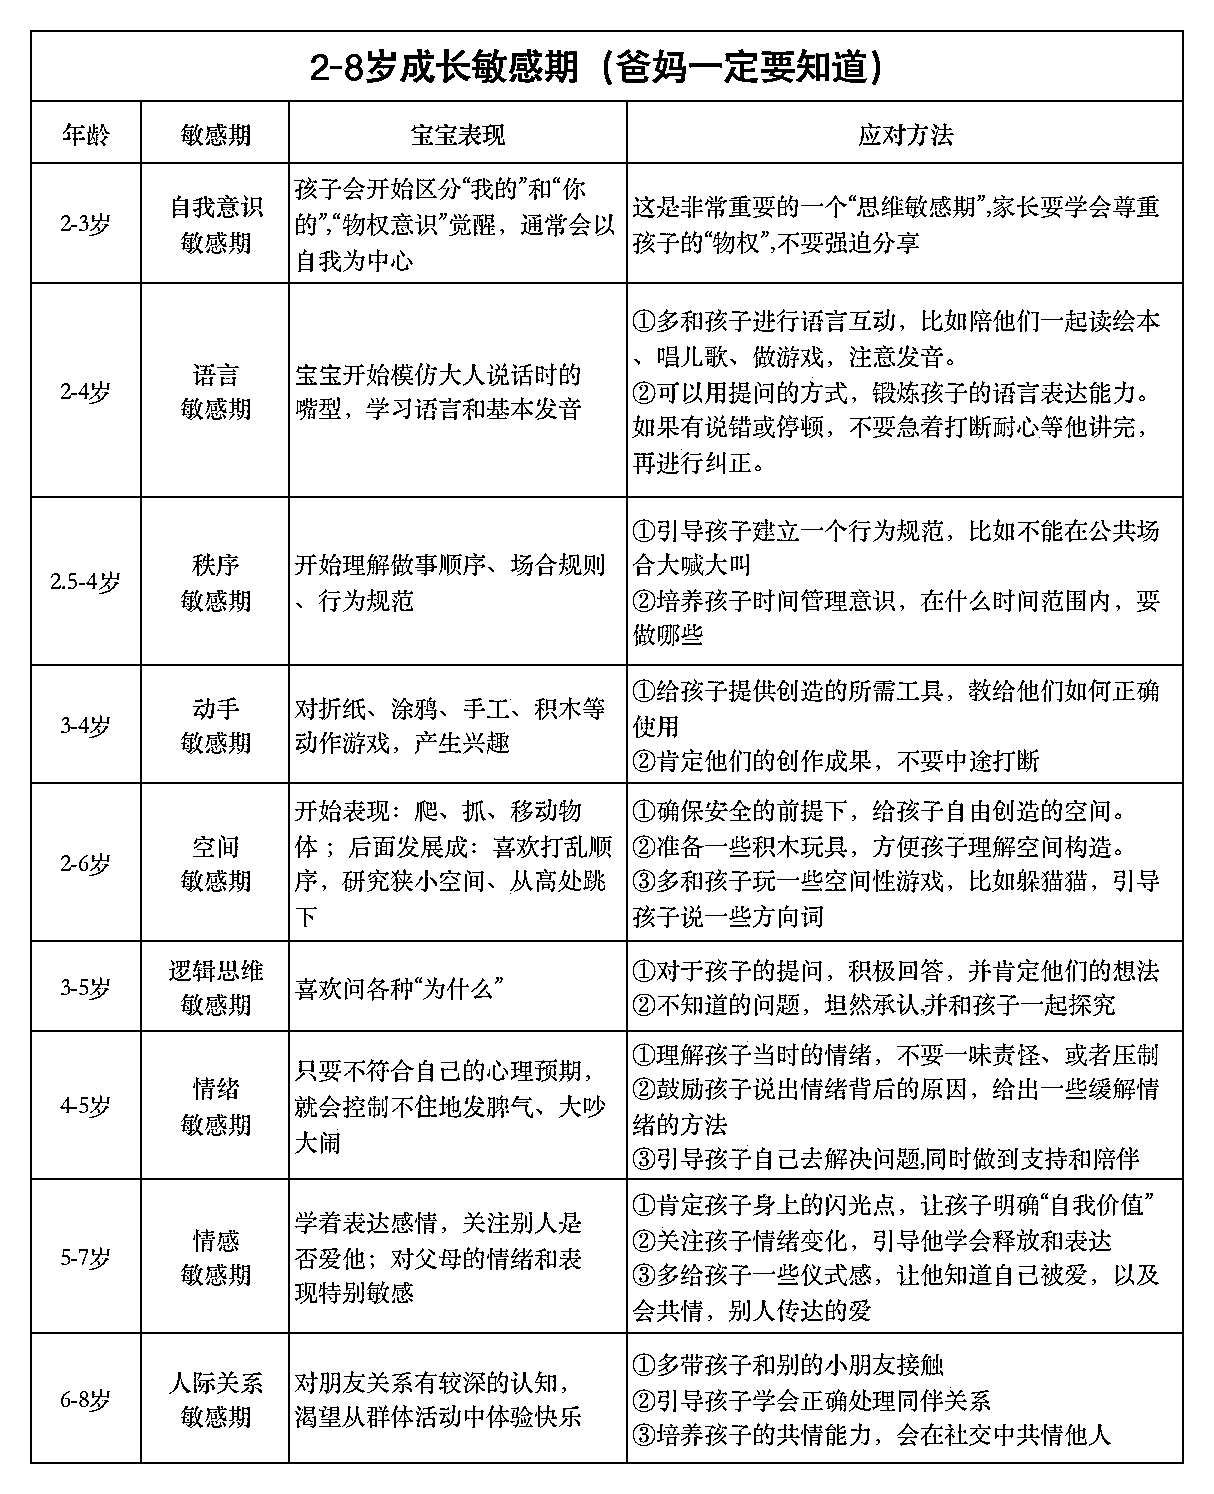 2-8岁成长敏感期（爸妈一定要知道）
年龄 敏感期 宝宝表现 应对方法
2-3岁
自我意识
敏感期
孩子会开始区分“我的”和“你
的”,“物权意识”觉醒，通常会以
自我为中心
这是非常重要的一个“思维敏感期”,家长要学会尊重
孩子的“物权”,不要强迫分享
2-4岁
语言
敏感期
宝宝开始模仿大人说话时的
嘴型，学习语言和基本发音
①多和孩子进行语言互动，比如陪他们一起读绘本
、唱儿歌、做游戏，注意发音。
②可以用提问的方式，锻炼孩子的语言表达能力。
如果有说错或停顿，不要急着打断耐心等他讲完，
再进行纠正。
2.5-4岁
秩序
敏感期
开始理解做事顺序、场合规则
、行为规范
①引导孩子建立一个行为规范，比如不能在公共场
合大喊大叫
②培养孩子时间管理意识，在什么时间范围内，要
做哪些
3-4岁
动手
敏感期
对折纸、涂鸦、手工、积木等
动作游戏，产生兴趣
①给孩子提供创造的所需工具，教给他们如何正确
使用
②肯定他们的创作成果，不要中途打断
2-6岁
空间
敏感期
开始表现：爬、抓、移动物
体；后面发展成：喜欢打乱顺
序，研究狭小空间、从高处跳
下
①确保安全的前提下，给孩子自由创造的空间。
②准备一些积木玩具，方便孩子理解空间构造。
③多和孩子玩一些空间性游戏，比如躲猫猫，引导
孩子说一些方向词
3-5岁
逻辑思维
敏感期
喜欢问各种“为什么”
①对于孩子的提问，积极回答，并肯定他们的想法
②不知道的问题，坦然承认,并和孩子一起探究
4-5岁
情绪
敏感期
只要不符合自己的心理预期，
就会控制不住地发脾气、大吵
大闹
①理解孩子当时的情绪，不要一味责怪、或者压制
②鼓励孩子说出情绪背后的原因，给出一些缓解情
绪的方法
③引导孩子自己去解决问题,同时做到支持和陪伴
5-7岁
情感
敏感期
学着表达感情，关注别人是
否爱他；对父母的情绪和表
现特别敏感
①肯定孩子身上的闪光点，让孩子明确“自我价值”
②关注孩子情绪变化，引导他学会释放和表达
③多给孩子一些仪式感，让他知道自己被爱，以及
会共情，别人传达的爱
6-8岁
人际关系
敏感期
对朋友关系有较深的认知，
渴望从群体活动中体验快乐
①多带孩子和别的小朋友接触
②引导孩子学会正确处理同伴关系
③培养孩子的共情能力，会在社交中共情他人